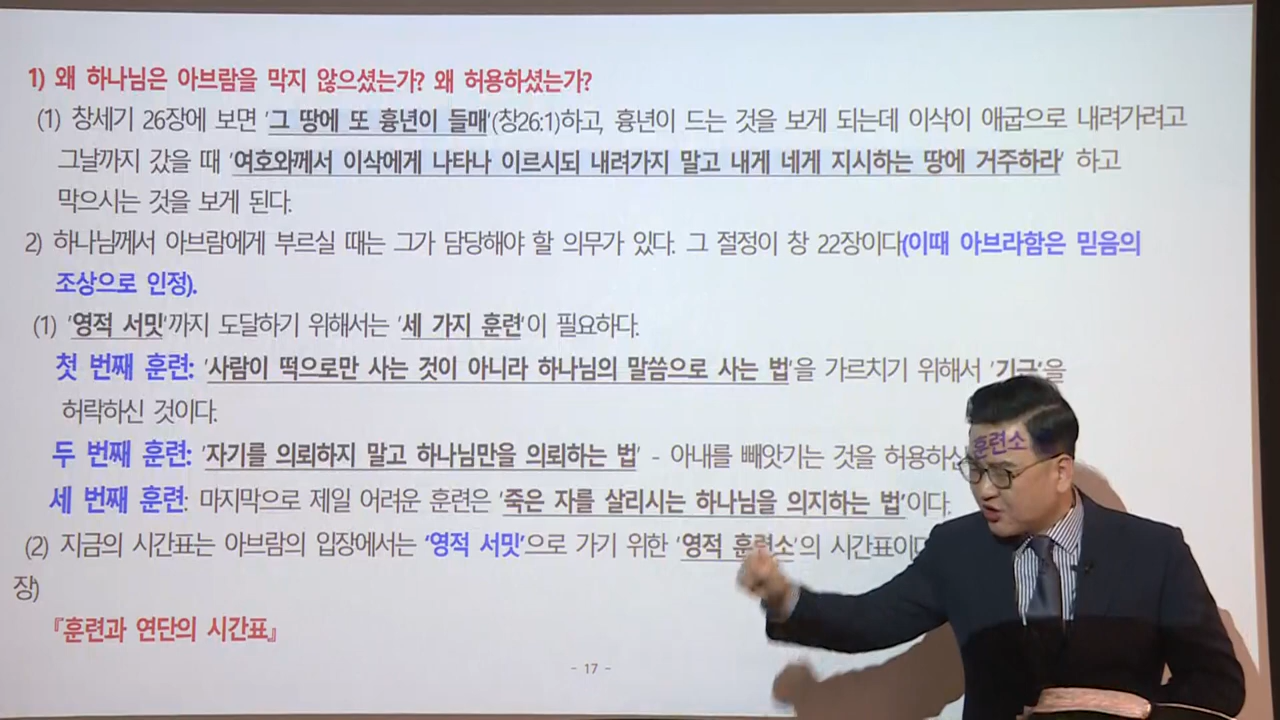 1) 왜 하나님은 아브람을 막지 않으셨는가? 왜 허용하셨는가?
(1) 창세기 26장에 보면 '그 땅에 또 흉년이 들매'(창26:1)하고, 흉년이 드는 것을 보게 되는데 이삭이 애굽으로 내려가려고
그날까지 갔을 때 '여호와께서 이삭에게 나타나 이르시되 내려가지 말고 내게 네게 지시하는 땅에 거주하라' 하고
막으시는 것을 보게 된다.
2) 하나님께서 아브람에게 부르실 때는 그가 담당해야 할 의무가 있다. 그 절정이 창 22장이다(이때 아브라함은 믿음의
조상으로 인정).
(1) '영적 서밋'까지 도달하기 위해서는 '세 가지 훈련'이 필요하다.
첫 번째 훈련: '사람이 떡으로만 사는 것이 아니라 하나님의 말씀으로 사는 법'을 가르치기 위해서 '기근'을
허락하신 것이다.
두 번째 훈련: '자기를 의뢰하지 말고 하나님만을 의뢰하는 법' - 아내를 빼앗기는 것을 허용하신
세 번째 훈련: 마지막으로 제일 어려운 훈련은 '죽은 자를 살리시는 하나님을 의지하는 법'이다.
(2) 지금의 시간표는 아브람의 입장에서는 '영적 서밋'으로 가기 위한 '영적 훈련소'의 시간표이다
장)
『훈련과 연단의 시간표』
훈련소
- 17 -